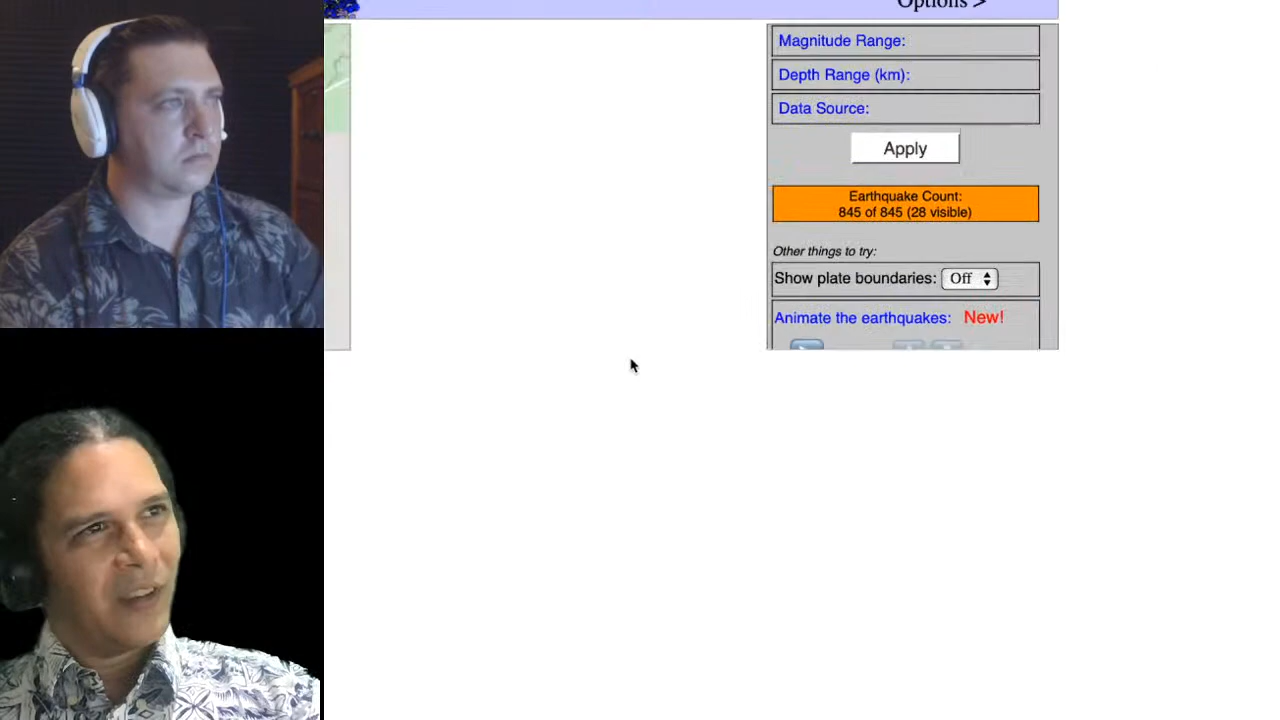 Options >
Magnitude Range:
Depth Range (km):
Data Source:
Apply
Earthquake Count:
845 of 845 (28 visible)
Other things to try:
Show plate boundaries: Off
Animate the earthquakes: New!